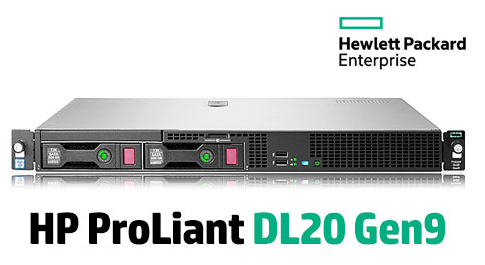 Hewlett Packard
Enterprise
HP ProLiant DL20 Gen9